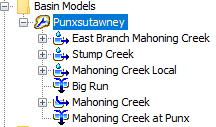 Basin Models
Punxsutawney
East Branch Mahoning Creek
Stump Creek
Mahoning Creek Local
Big Run
Mahoning Creek
Mahoning Creek at Punx